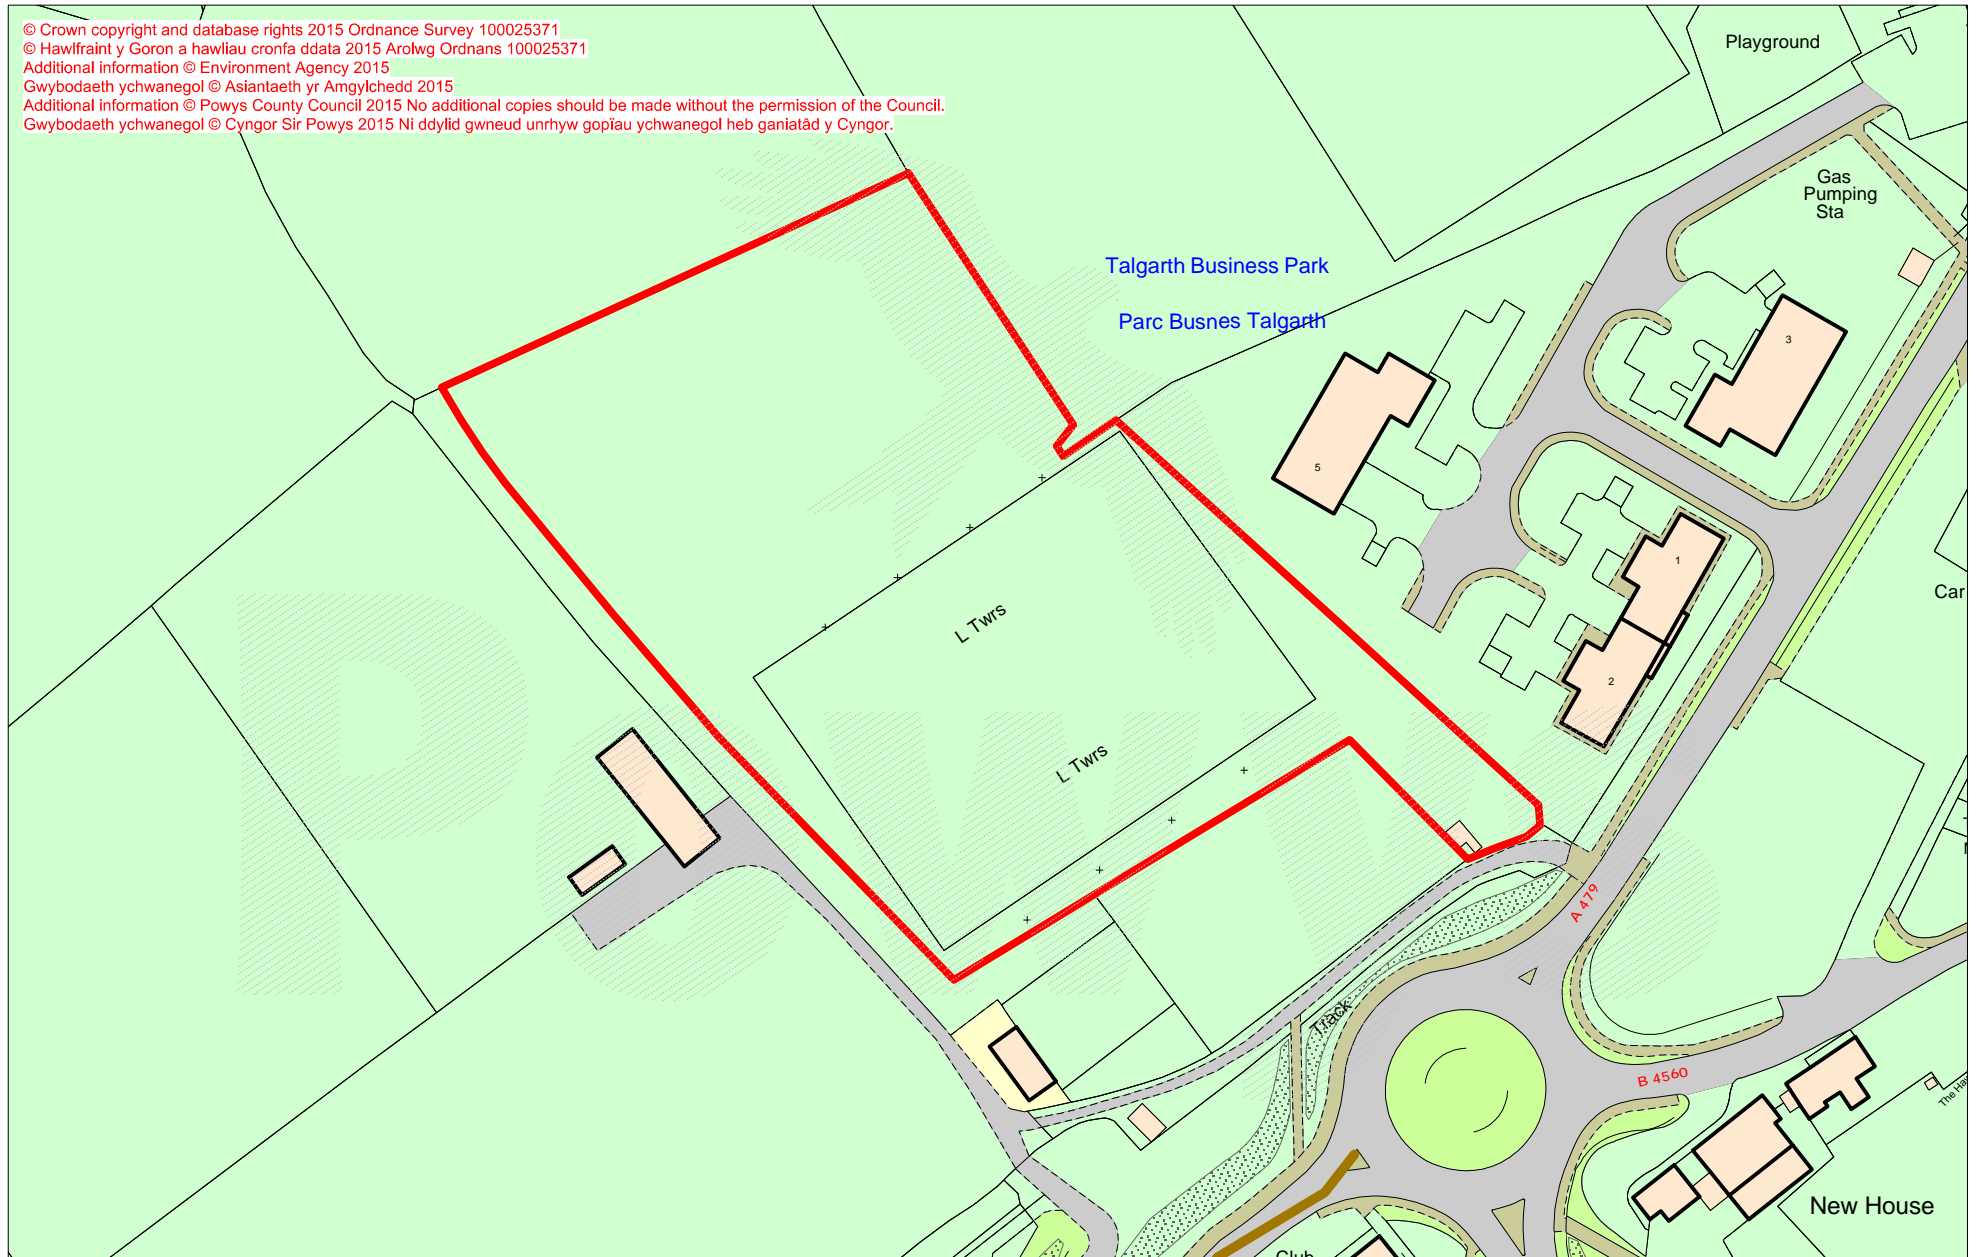 © Crown copyright and database rights 2015 Ordnance Survey 100025371
© Hawlfraint y Goron a hawliau cronfa ddata 2015 Arolwg Ordnans 100025371
Additional information © Environment Agency 2015
Gwybodaeth ychwanegol © Asiantaeth yr Amgylchedd 2015
Additional information © Powys County Council 2015 No additional copies should be made without the permission of the Council.
Gwybodaeth ychwanegol © Cyngor Sir Powys 2015 Ni ddylid gwneud unrhyw gopïau ychwanegol heb ganiatâd y Cyngor.
Playground
Gas
Pumping
Sta
Talgarth Business Park
Parc Busnes Talgarth
3
5
1
2
Car
L Twrs
L Twrs
A 479
Track
B 4560
The
New House
Club
Powys